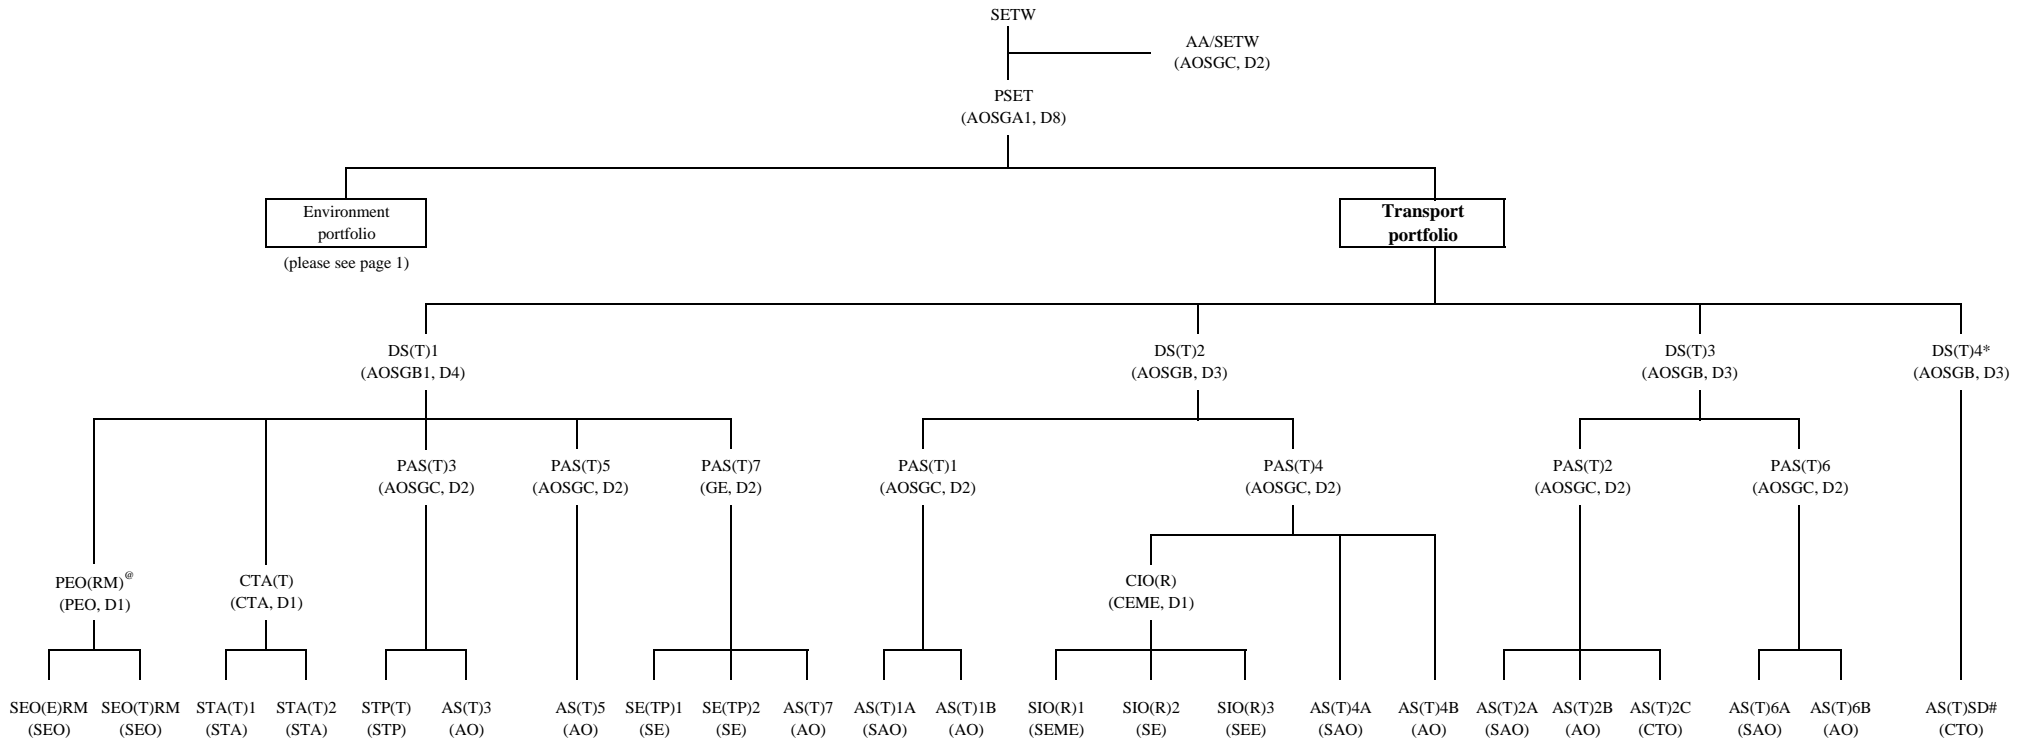 SETW
AA/SETW
(AOSGC, D2)
PSET
(AOSGA1, D8)
Environment
portfolio
(please see page 1)
Transport
portfolio
DS(T)1
(AOSGB1, D4)
DS(T)2
(AOSGB, D3)
DS(T)3
(AOSGB, D3)
DS(T)4*
(AOSGB, D3)
PAS(T)3
(AOSGC, D2)
PAS(T)5
(AOSGC, D2)
PAS(T)7
(GE, D2)
PAS(T)1
(AOSGC, D2)
PAS(T)4
(AOSGC, D2)
PAS(T)2
(AOSGC, D2)
PAS(T)6
(AOSGC, D2)
PEO(RM)@
(PEO, D1)
CTA(T)
(CTA, D1)
CIO(R)
(CEME, D1)
SEO(E)RM
(SEO)
SEO(T)RM
(SEO)
STA(T)1
(STA)
STA(T)2
(STA)
STP(T)
(STP)
AS(T)3
(AO)
AS(T)5
(AO)
SE(TP)1
(SE)
SE(TP)2
(SE)
AS(T)7
(AO)
AS(T)1A
(SAO)
AS(T)1B
(AO)
SIO(R)1
(SEME)
SIO(R)2
(SE)
SIO(R)3
(SEE)
AS(T)4A
(SAO)
AS(T)4B
(AO)
AS(T)2A
(SAO)
AS(T)2B
(AO)
AS(T)2C
(CTO)
AS(T)6A
(SAO)
AS(T)6B
(AO)
AS(T)SD#
(CTO)